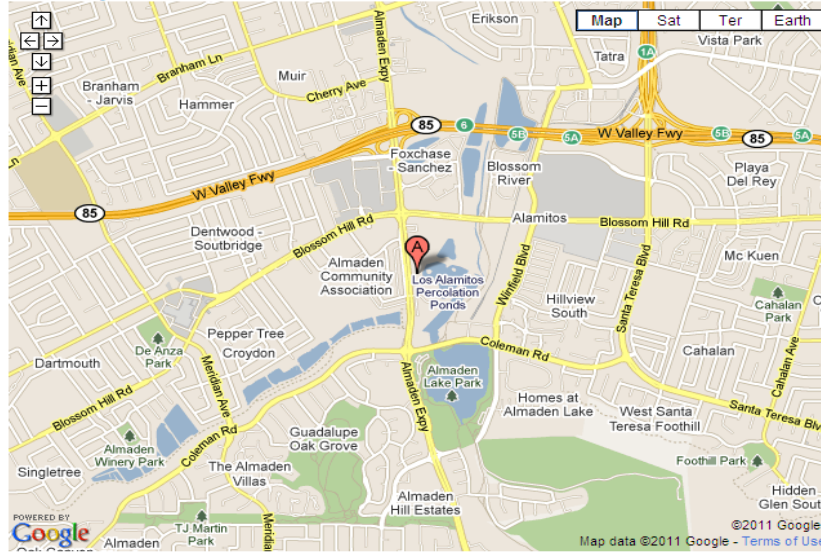 Erikson
Map
Sat
Ter
Earth
Vista Park
Tatra
1A
Branham Ln
Almaden Expy
Meridian Ave
Muir
Cherry Ave
Branham
- Jarvis
Hammer
85
6
5B
5A
W Valley Fwy
5B
85
5A
Foxchase
- Sanchez
Blossom
River
Playa
Del Rey
W Valley Fwy
85
Dentwood -
Soutbridge
Blossom Hill Rd
Alamitos
Blossom Hill Rd
A
Almaden
Community
Association
Los Alamitos
Percolation
Ponds
Winfield Blvd
Mc Kuen
Hillview
South
Santa Teresa Blvd
Cahalan
Park
Pepper Tree
Croydon
De Anza
Park
Dartmouth
Coleman Rd
Cahalan
Cahalan Ave
Meridian Ave
Almaden
Lake Park
Almaden Expy
Homes at
Almaden Lake
Blossom Hill Rd
West Santa
Teresa Foothill
Santa Teresa Blv
Guadalupe
Oak Grove
Coleman Rd
Almaden
Winery Park
Singletree
The Almaden
Villas
Foothill Park
Meridian
Almaden
Hill Estates
Hidden
Glen Sout
POWERED BY
Google
TJ Martin
Park
Almaden
©2011 Google
Map data ©2011 Google - Terms of Use